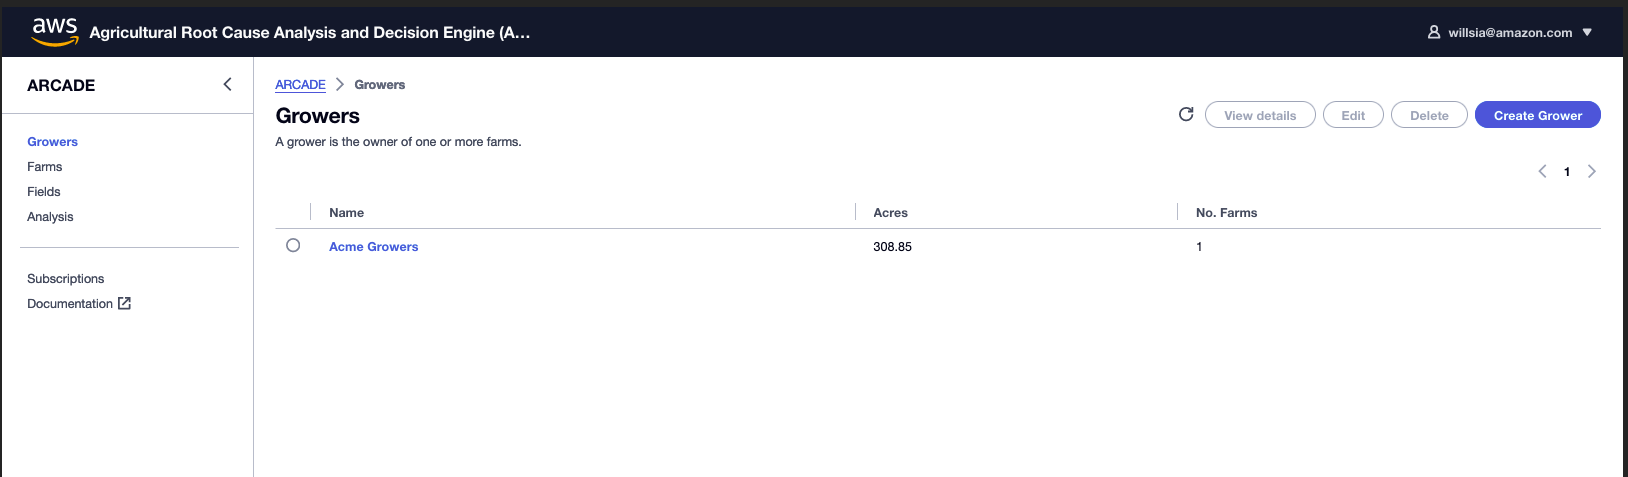 aws
Agricultural Root Cause Analysis and Decision Engine (A...
willsia@amazon.com
ARCADE
Growers
Farms
Fields
Analysis
Subscriptions
Documentation
ARCADE > Growers
Growers
A grower is the owner of one or more farms.
View details Edit Delete Create Grower
1
Name Acres No. Farms
Acme Growers 308.85 1